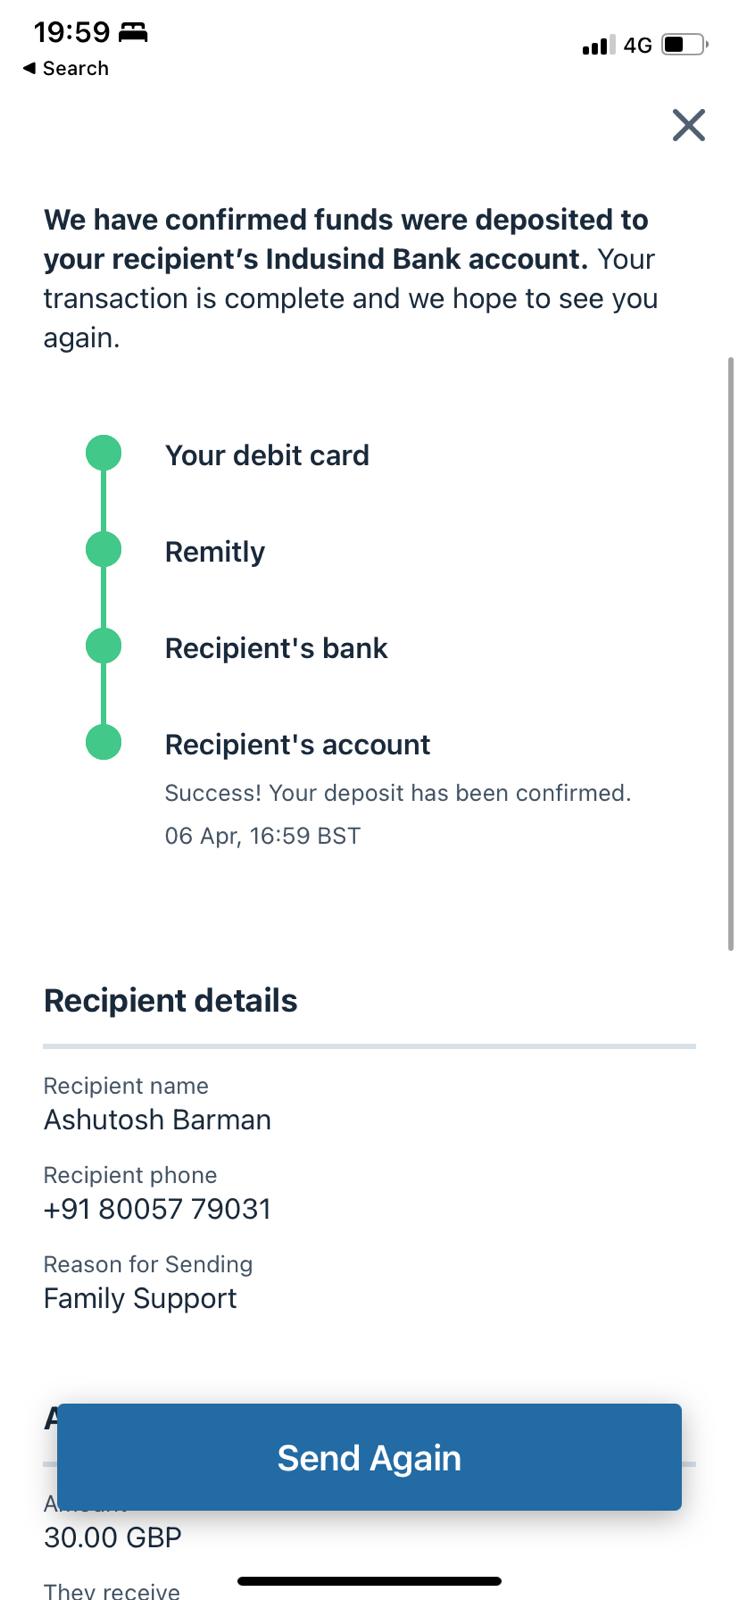 19:59
4G
◀ Search
We have confirmed funds were deposited to
your recipient’s Indusind Bank account. Your
transaction is complete and we hope to see you
again.
Your debit card
Remitly
Recipient's bank
Recipient's account
Success! Your deposit has been confirmed.
06 Apr, 16:59 BST
Recipient details
Recipient name
Ashutosh Barman
Recipient phone
+91 80057 79031
Reason for Sending
Family Support
Send Again
Amount
30.00 GBP
They receive